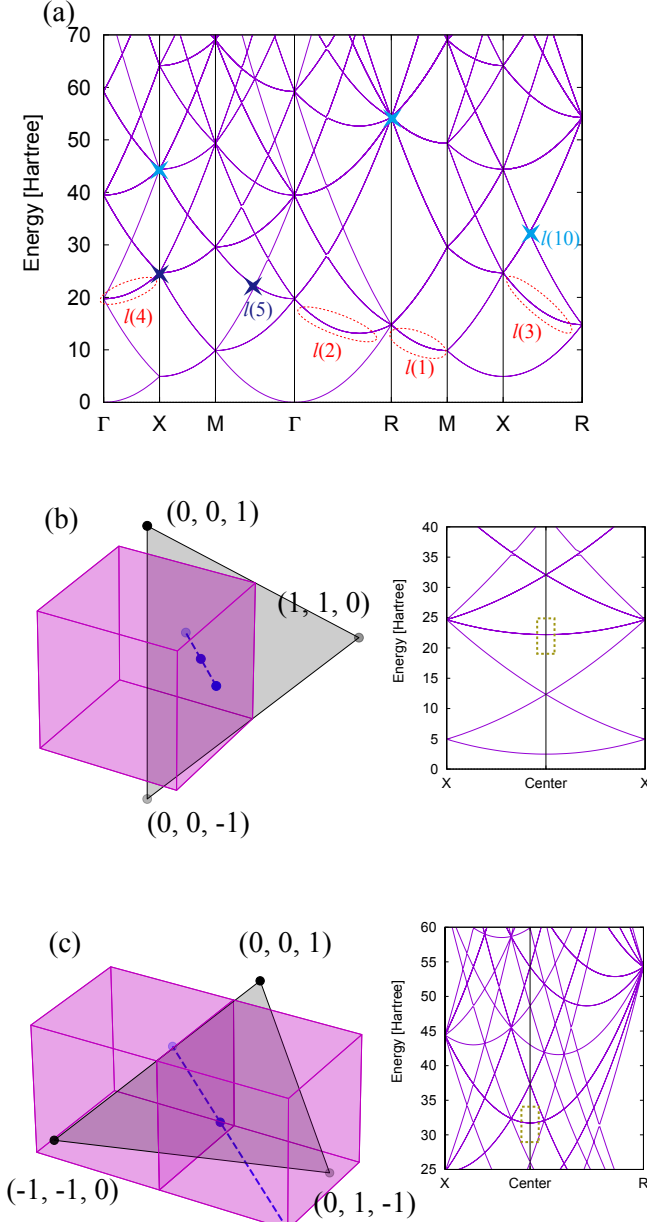 (a)
70
60
50
40
30
20
10
0
Energy [Hartree]
l(4)
l(5)
l(2)
l(1)
l(3)
l(10)
Γ X M Γ R M X R
(b)
(0, 0, 1)
(1, 1, 0)
(0, 0, -1)
40
35
30
25
20
15
10
5
0
Energy [Hartree]
X Center X
(c)
(0, 0, 1)
(-1, -1, 0)
(0, 1, -1)
60
55
50
45
40
35
30
25
Energy [Hartree]
X Center R